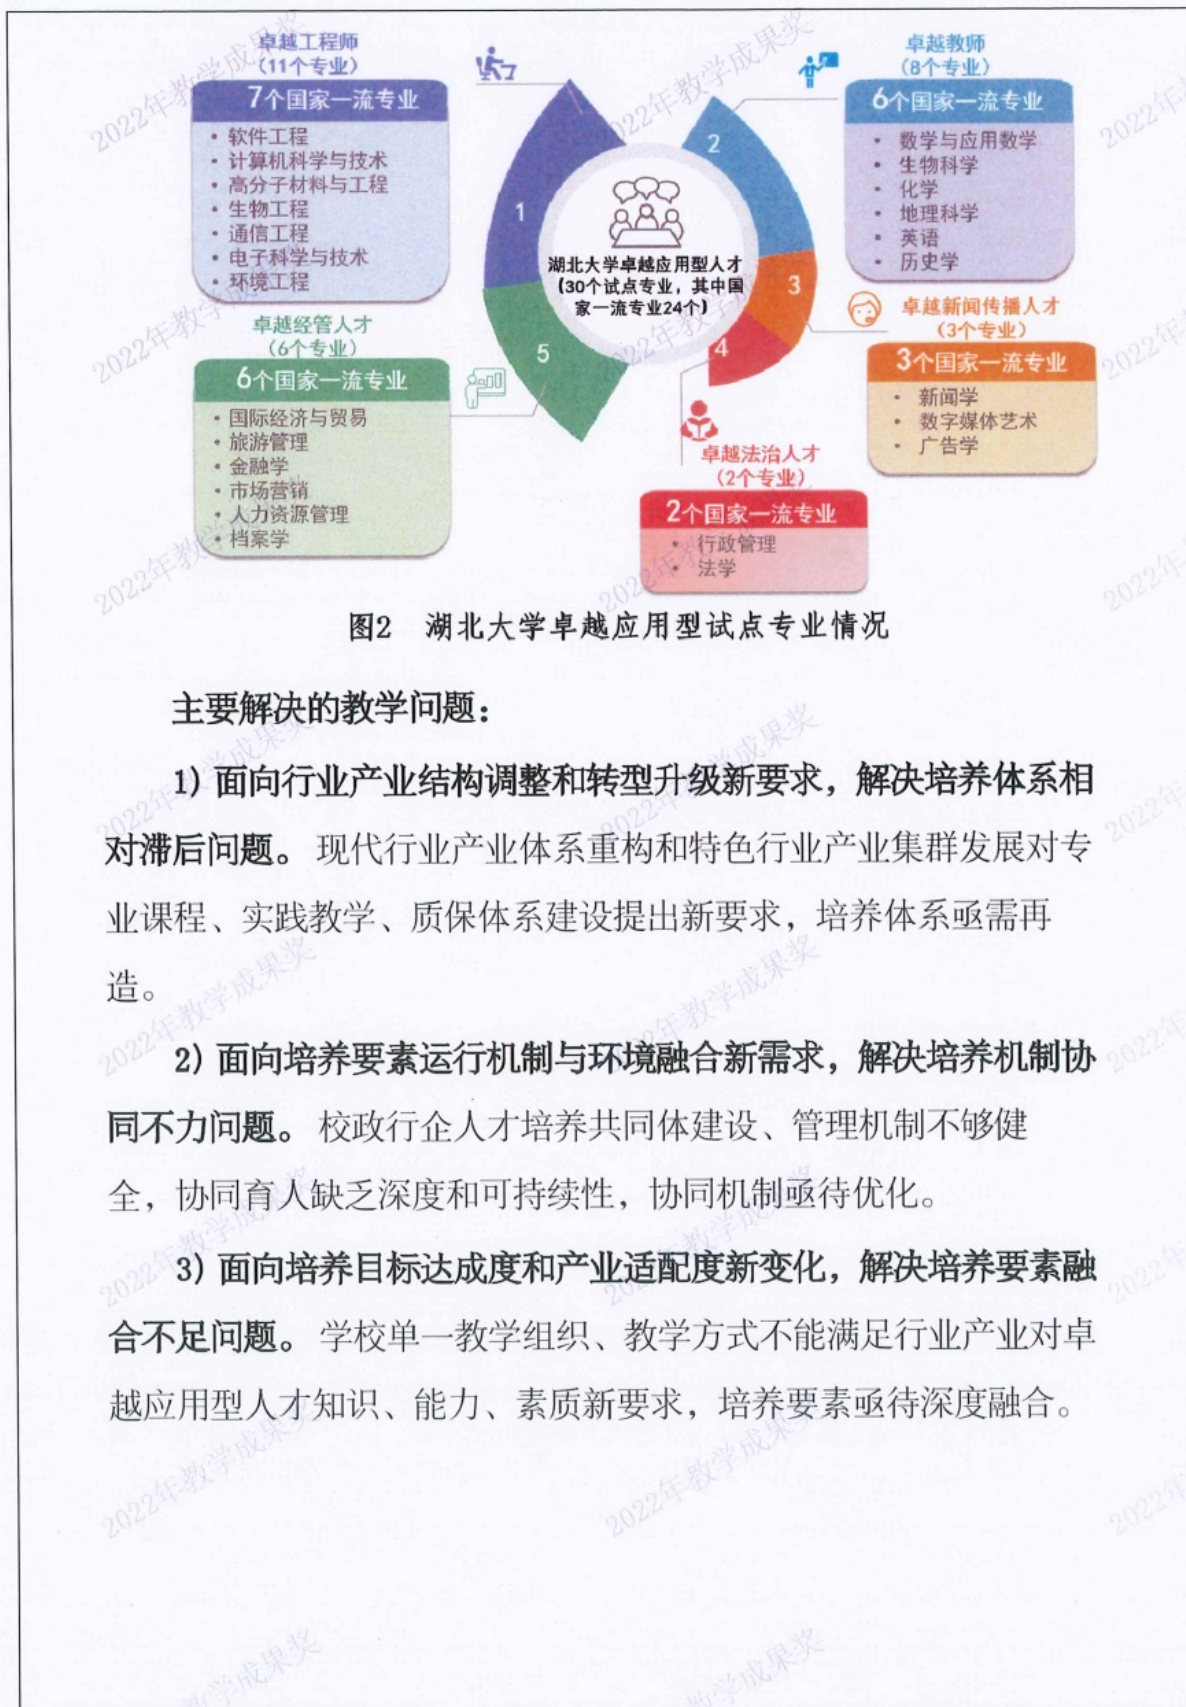 卓越工程师
(11个专业)
7个国家一流专业
• 软件工程
• 计算机科学与技术
• 高分子材料与工程
• 生物工程
• 通信工程
• 电子科学与技术
• 环境工程
卓越教师
(8个专业)
6个国家一流专业
• 数学与应用数学
• 生物科学
• 化学
• 地理科学
• 英语
• 历史学
1
2
3
4
5
湖北大学卓越应用型人才
(30个试点专业，其中国
家一流专业24个)
卓越经管人才
(6个专业)
6个国家一流专业
• 国际经济与贸易
• 旅游管理
• 金融学
• 市场营销
• 人力资源管理
• 档案学
卓越新闻传播人才
(3个专业)
3个国家一流专业
• 新闻学
• 数字媒体艺术
• 广告学
卓越法治人才
(2个专业)
2个国家一流专业
• 行政管理
• 法学
图2 湖北大学卓越应用型试点专业情况
主要解决的教学问题：
1）面向行业产业结构调整和转型升级新要求，解决培养体系相
对滞后问题。现代行业产业体系重构和特色行业产业集群发展对专
业课程、实践教学、质保体系建设提出新要求，培养体系亟需再
造。
2）面向培养要素运行机制与环境融合新需求，解决培养机制协
同不力问题。校政行企人才培养共同体建设、管理机制不够健
全，协同育人缺乏深度和可持续性，协同机制亟待优化。
3）面向培养目标达成度和产业适配度新变化，解决培养要素融
合不足问题。学校单一教学组织、教学方式不能满足行业产业对卓
越应用型人才知识、能力、素质新要求，培养要素亟待深度融合。
2022年教学成果奖